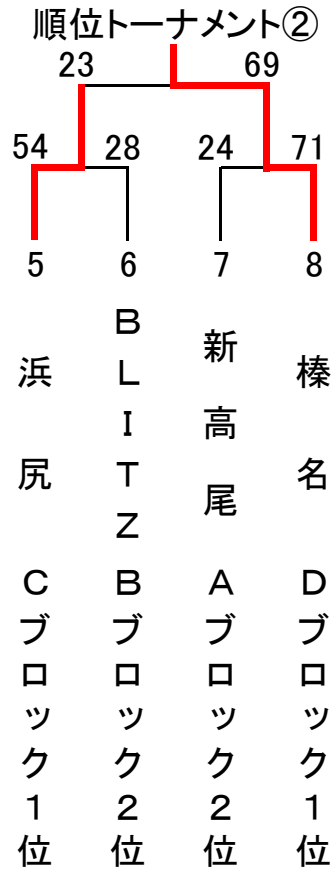 順位トーナメント②
23 69
54 28 24 71
5 6 7 8
浜尻 Cブロック1位
BLITZ Bブロック2位
新高尾 Aブロック2位
榛名 Dブロック1位